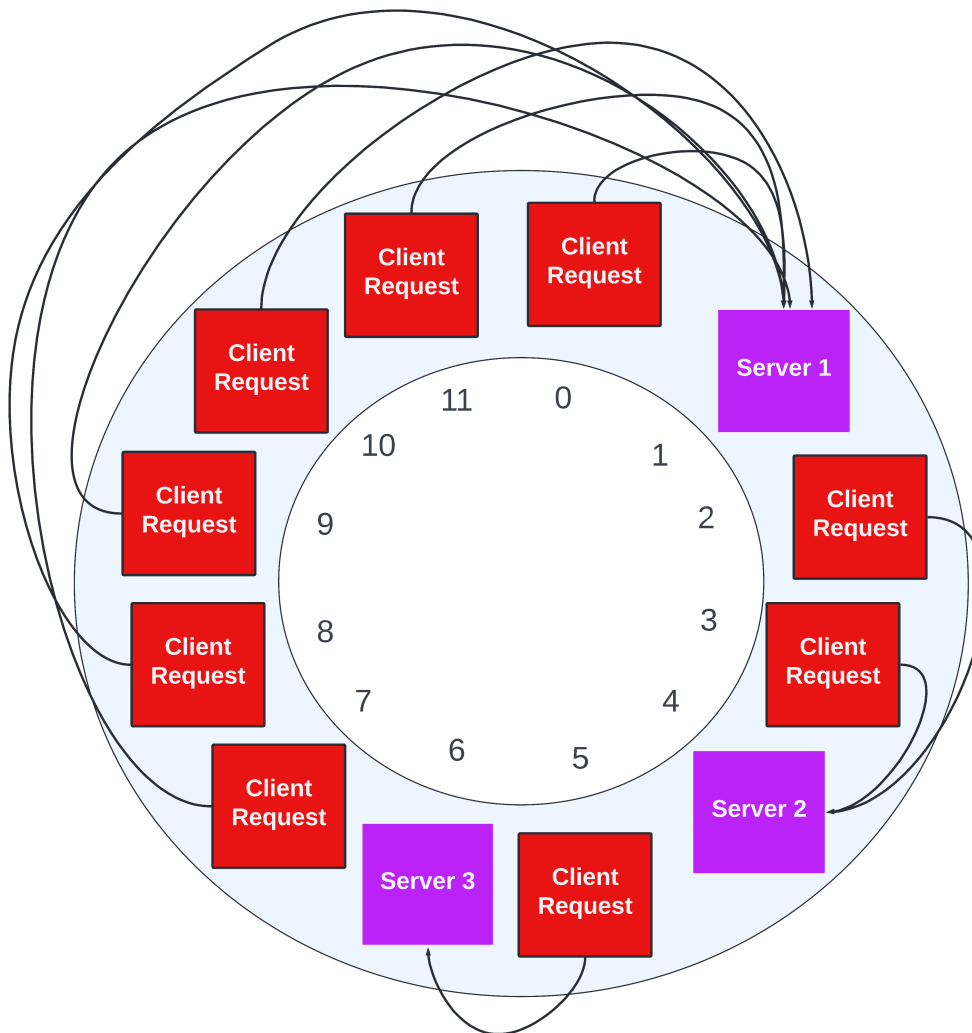 Client
Request
Client
Request
Client
Request
Server 1
11
0
10
1
Client
Request
9
2
Client
Request
Client
Request
8
3
Client
Request
7
4
6
5
Client
Request
Server 2
Server 3
Client
Request